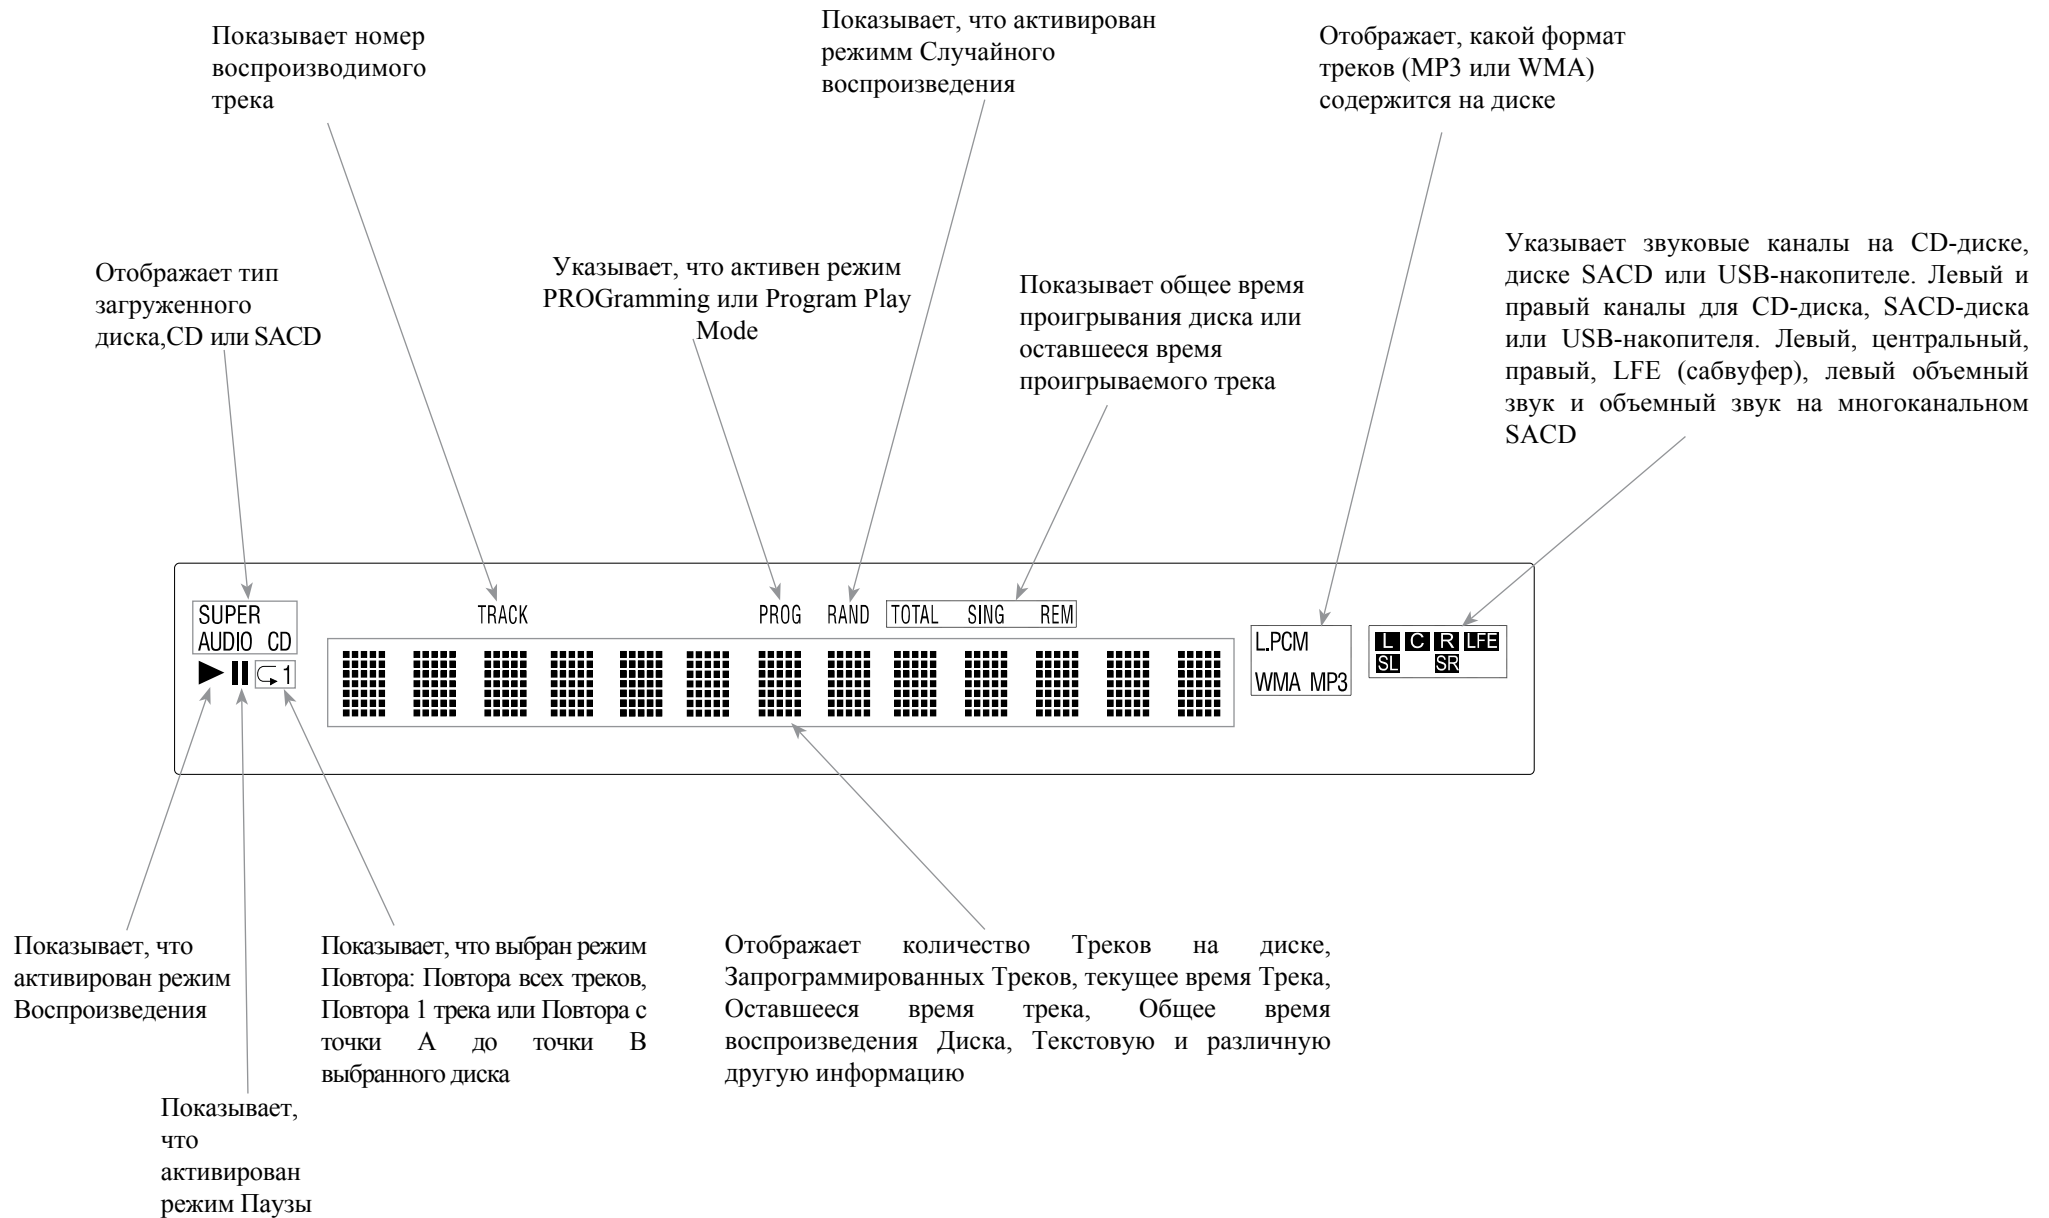 Показывает номер
воспроизводимого
трека
Показывает, что активирован
режимм Случайного
воспроизведения
Отображает, какой формат
треков (MP3 или WMA)
содержится на диске
Отображает тип
загруженного
диска,CD или SACD
Указывает, что активен режим
PROGramming или Program Play
Mode
Показывает общее время
проигрывания диска или
оставшееся время
проигрываемого трека
Указывает звуковые каналы на CD-диске,
диске SACD или USB-накопителе. Левый и
правый каналы для CD-диска, SACD-диска
или USB-накопителя. Левый, центральный,
правый, LFE (сабвуфер), левый объемный
звук и объемный звук на многоканальном
SACD
SUPER
AUDIO CD
1
TRACK
PROG RAND TOTAL SING REM
L.PCM
WMA MP3
L C R LFE
SL SR
Показывает, что
активирован режим
Воспроизведения
Показывает,
что
активирован
режим Паузы
Показывает, что выбран режим
Повтора: Повтора всех треков,
Повтора 1 трека или Повтора с
точки А до точки В
выбранного диска
Отображает количество Треков на диске,
Запрограммированных Треков, текущее время Трека,
Оставшееся время трека, Общее время
воспроизведения Диска, Текстовую и различную
другую информацию